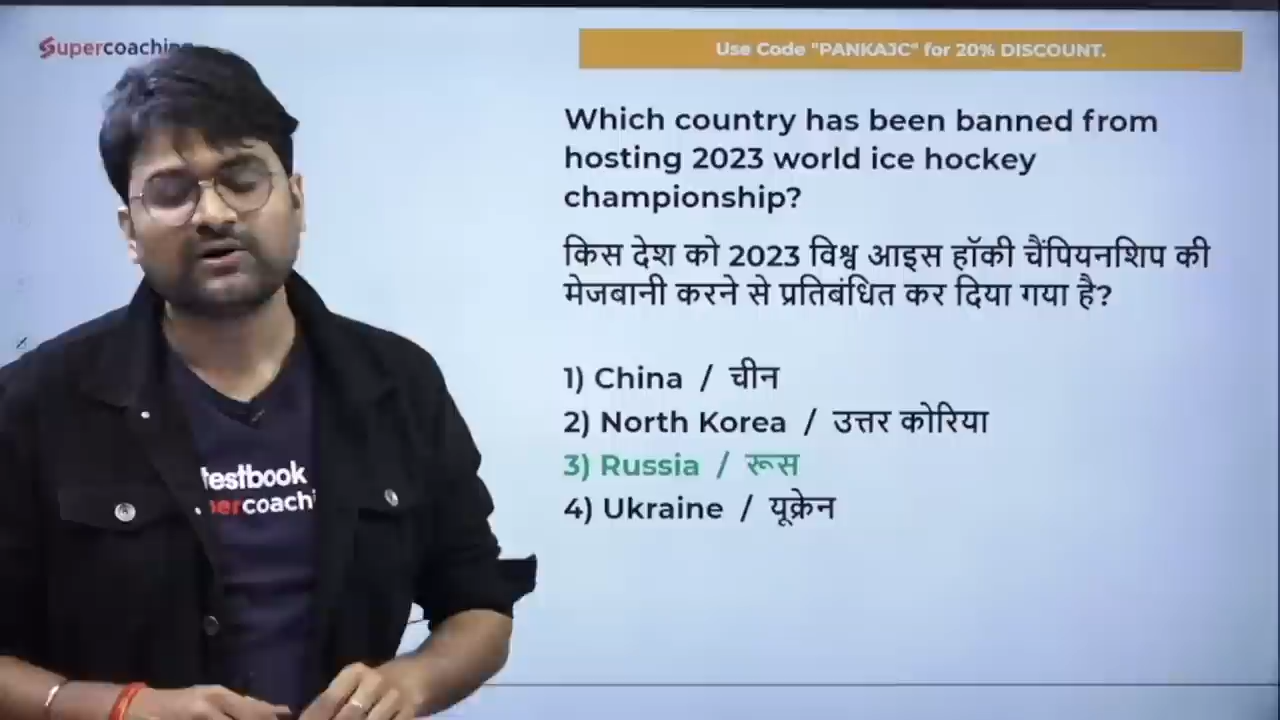 Supercoaching
Use Code "PANKAJC" for 20% DISCOUNT.
Which country has been banned from
hosting 2023 world ice hockey
championship?
किस देश को 2023 विश्व आइस हॉकी चैंपियनशिप की
मेजबानी करने से प्रतिबंधित कर दिया गया है?
1) China / चीन
2) North Korea / उत्तर कोरिया
3) Russia / रूस
4) Ukraine / यूक्रेन
testbook
percoachi